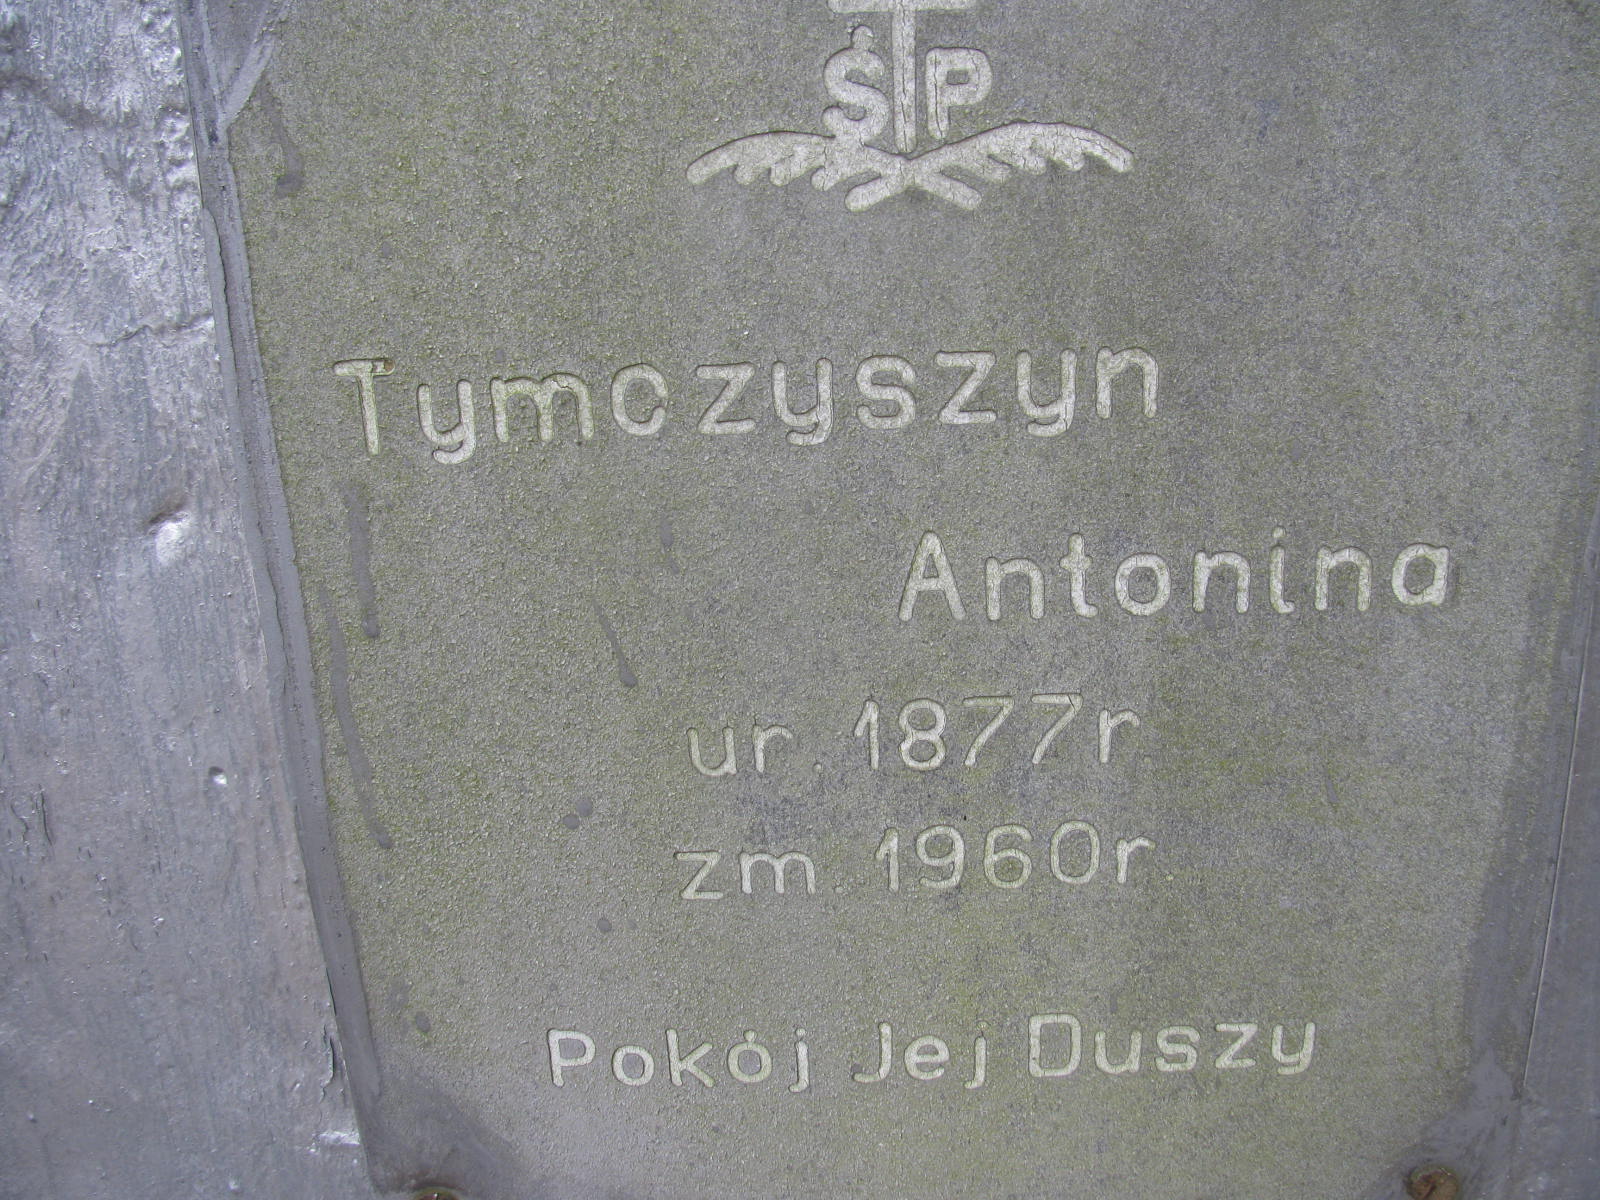 ŚP
Tymczyszyn
Antonina
ur. 1877r.
zm. 1960r.
Pokój Jej Duszy